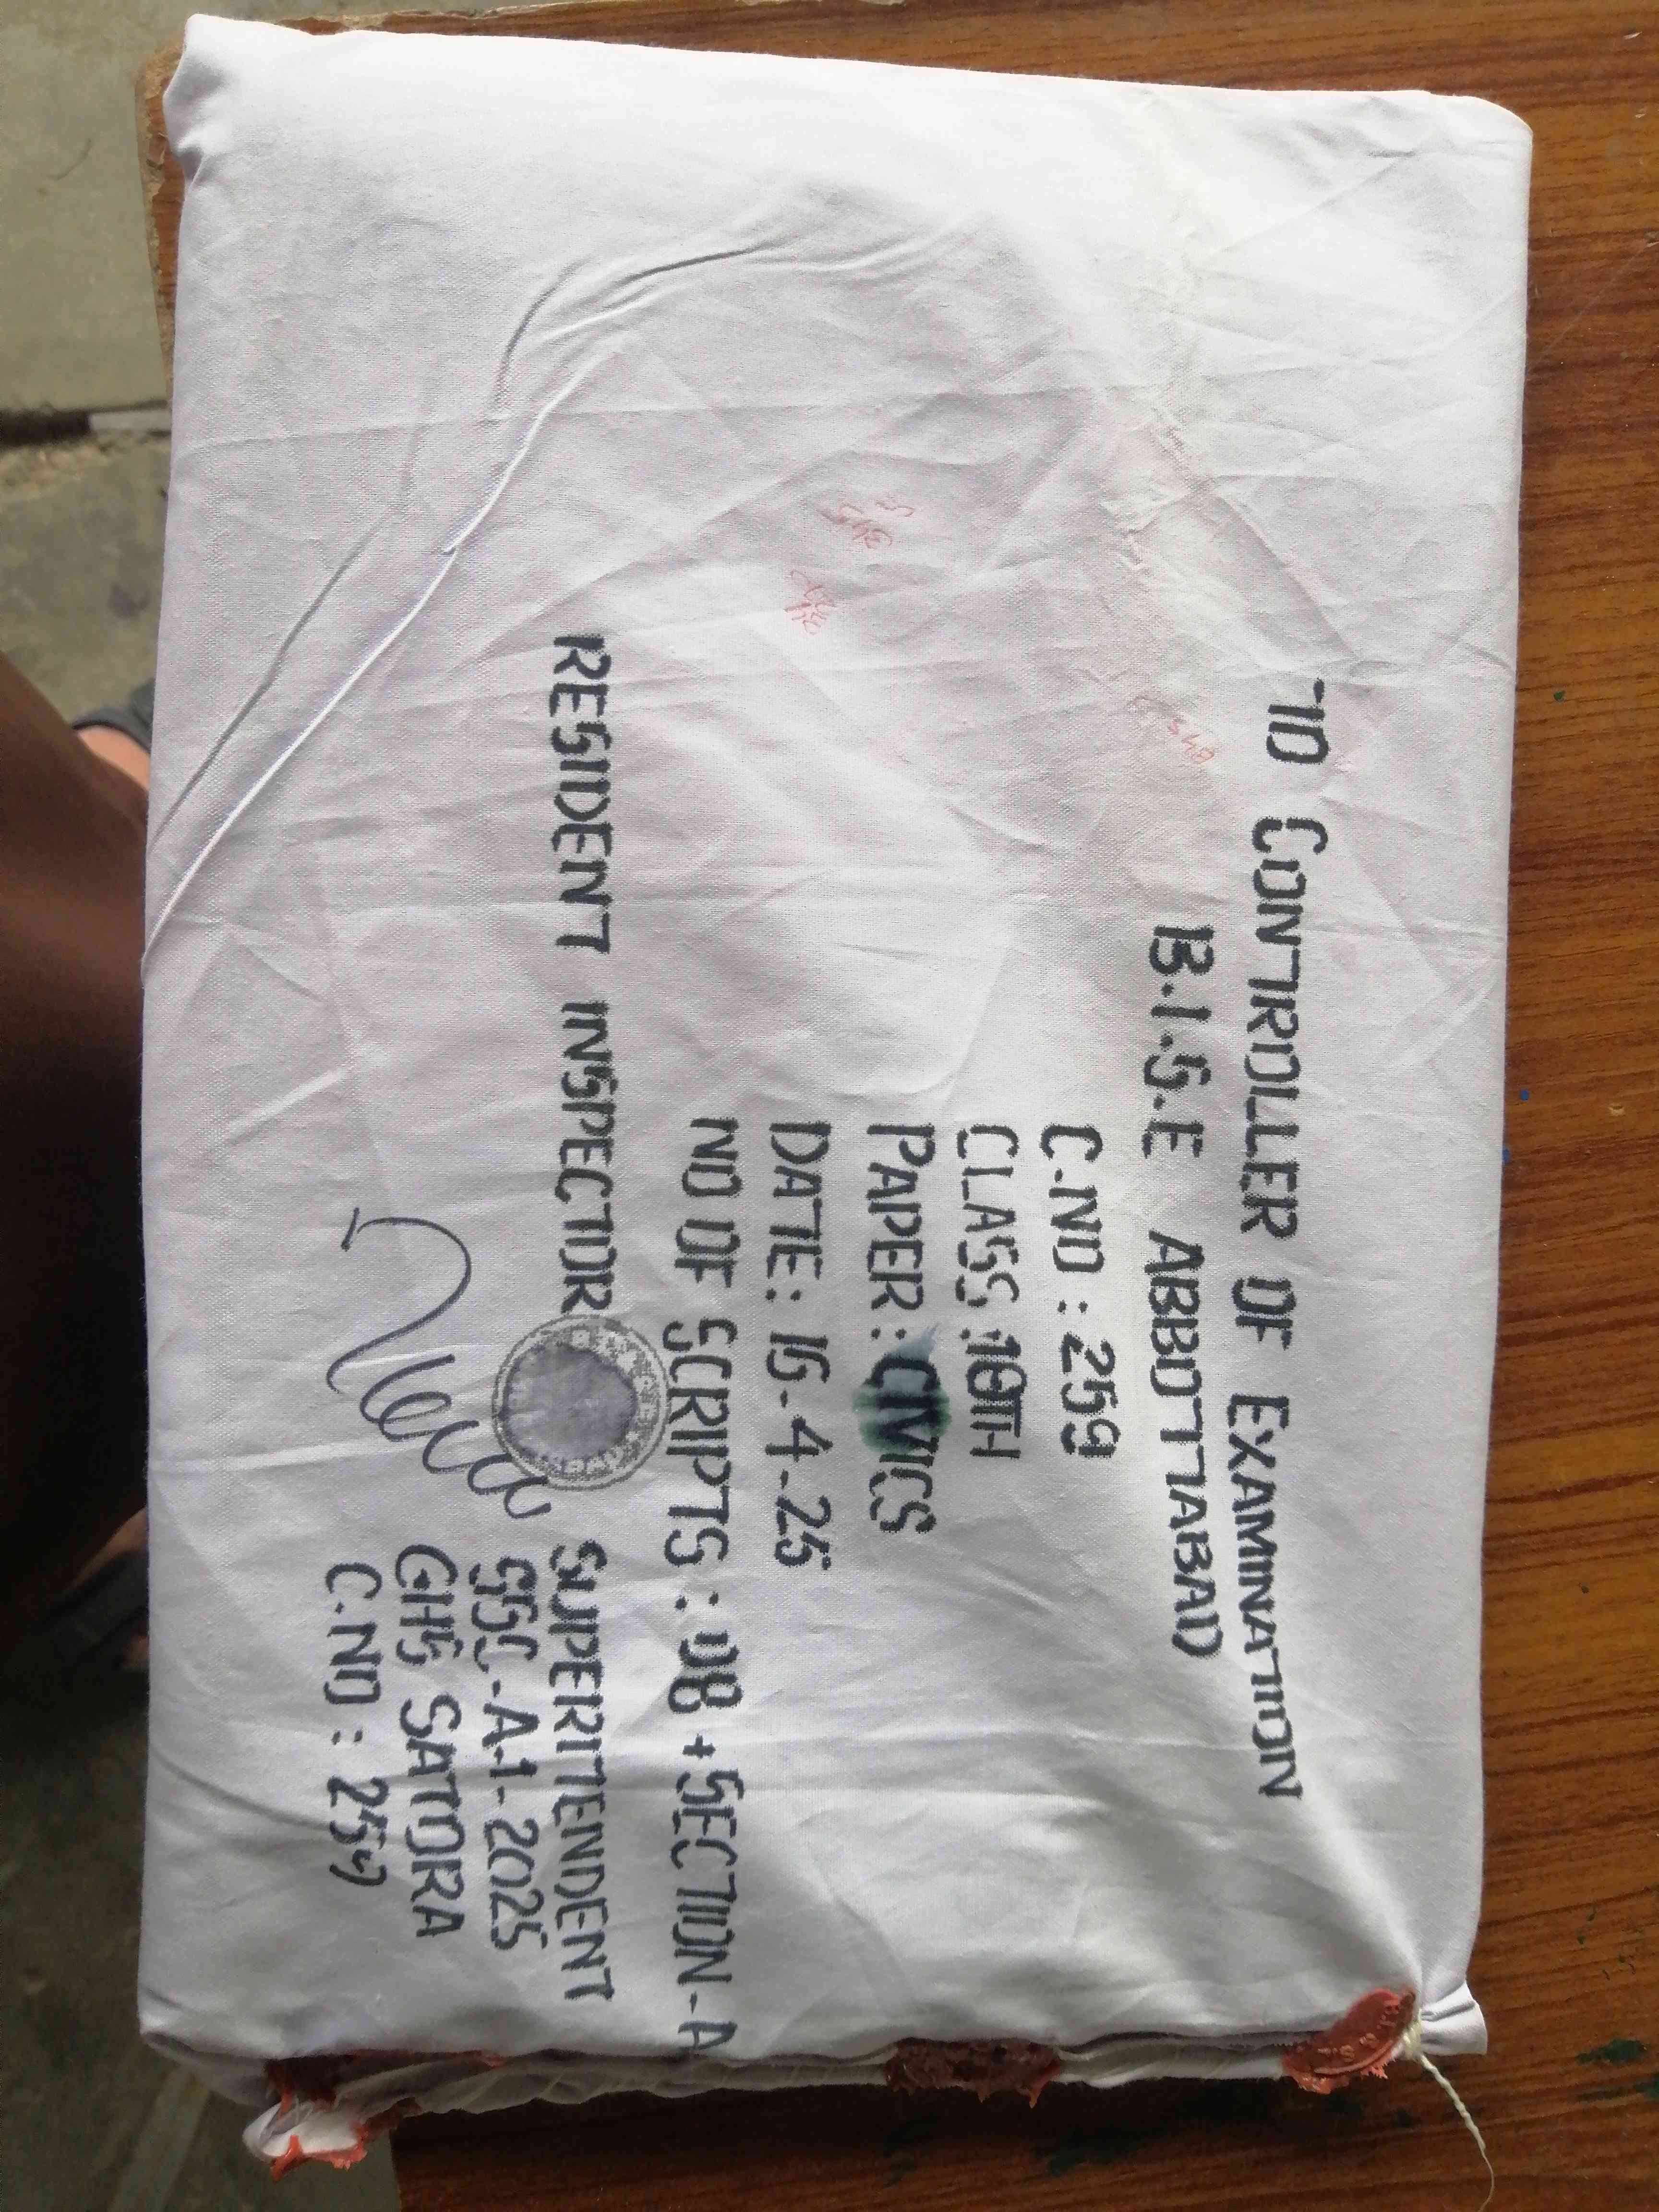 TO CONTROLLER OF EXAMINATION
B.I.S.E ABBOTTABAD
C.NO : 259
CLASS :10TH
PAPER : CIVICS
DATE: 15-4-25
NO OF SCRIPTS : 08 + SECTION-A
RESIDENT INSPECTOR
SUPERITENDENT
SSC-A-1-2025
GHS SATORA
C.NO : 259